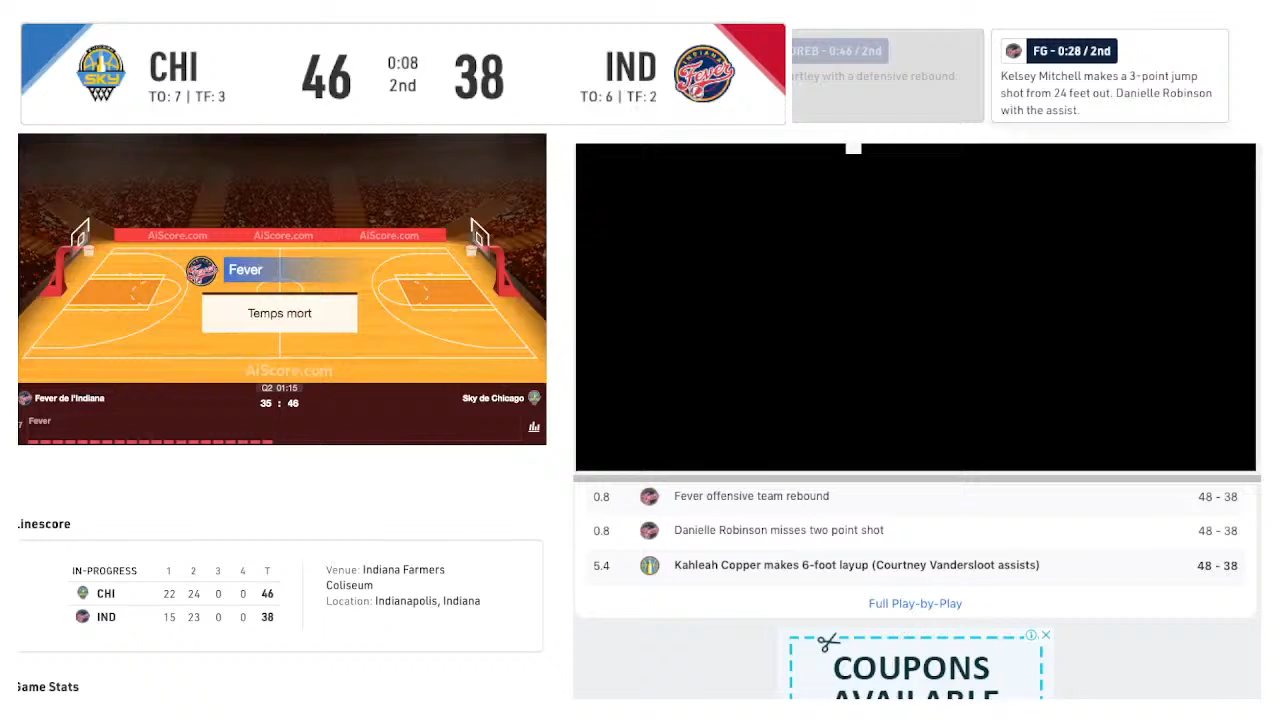 CHI
TO: 7 | TF: 3
46
0:08
2nd
38
IND
TO: 6 | TF: 2
SKY
INDIANA
Fever
DREB - 0:46 / 2nd
rtley with a defensive rebound.
FG - 0:28 / 2nd
Kelsey Mitchell makes a 3-point jump
shot from 24 feet out. Danielle Robinson
with the assist.
AiScore.com AiScore.com AiScore.com
Fever
Temps mort
AiScore.com
Q2 01:15
Fever de l'Indiana
35 : 46
Sky de Chicago
7 Fever
Linescore
IN-PROGRESS 1 2 3 4 T
CHI 22 24 0 0 46
IND 15 23 0 0 38
Venue: Indiana Farmers
Coliseum
Location: Indianapolis, Indiana
Game Stats
0.8 Fever offensive team rebound 48 - 38
0.8 Danielle Robinson misses two point shot 48 - 38
5.4 Kahleah Copper makes 6-foot layup (Courtney Vandersloot assists) 48 - 38
Full Play-by-Play
COUPONS
AVAILABLE